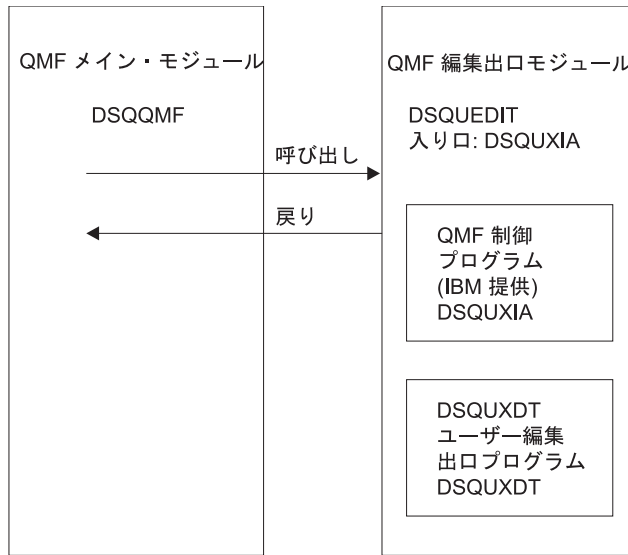 QMF メイン・モジュール
DSQQMF
QMF 編集出口モジュール
DSQUEDIT
入り口: DSQUXIA
呼び出し
戻り
QMF 制御
プログラム
(IBM 提供)
DSQUXIA
DSQUXDT
ユーザー編集
出口プログラム
DSQUXDT